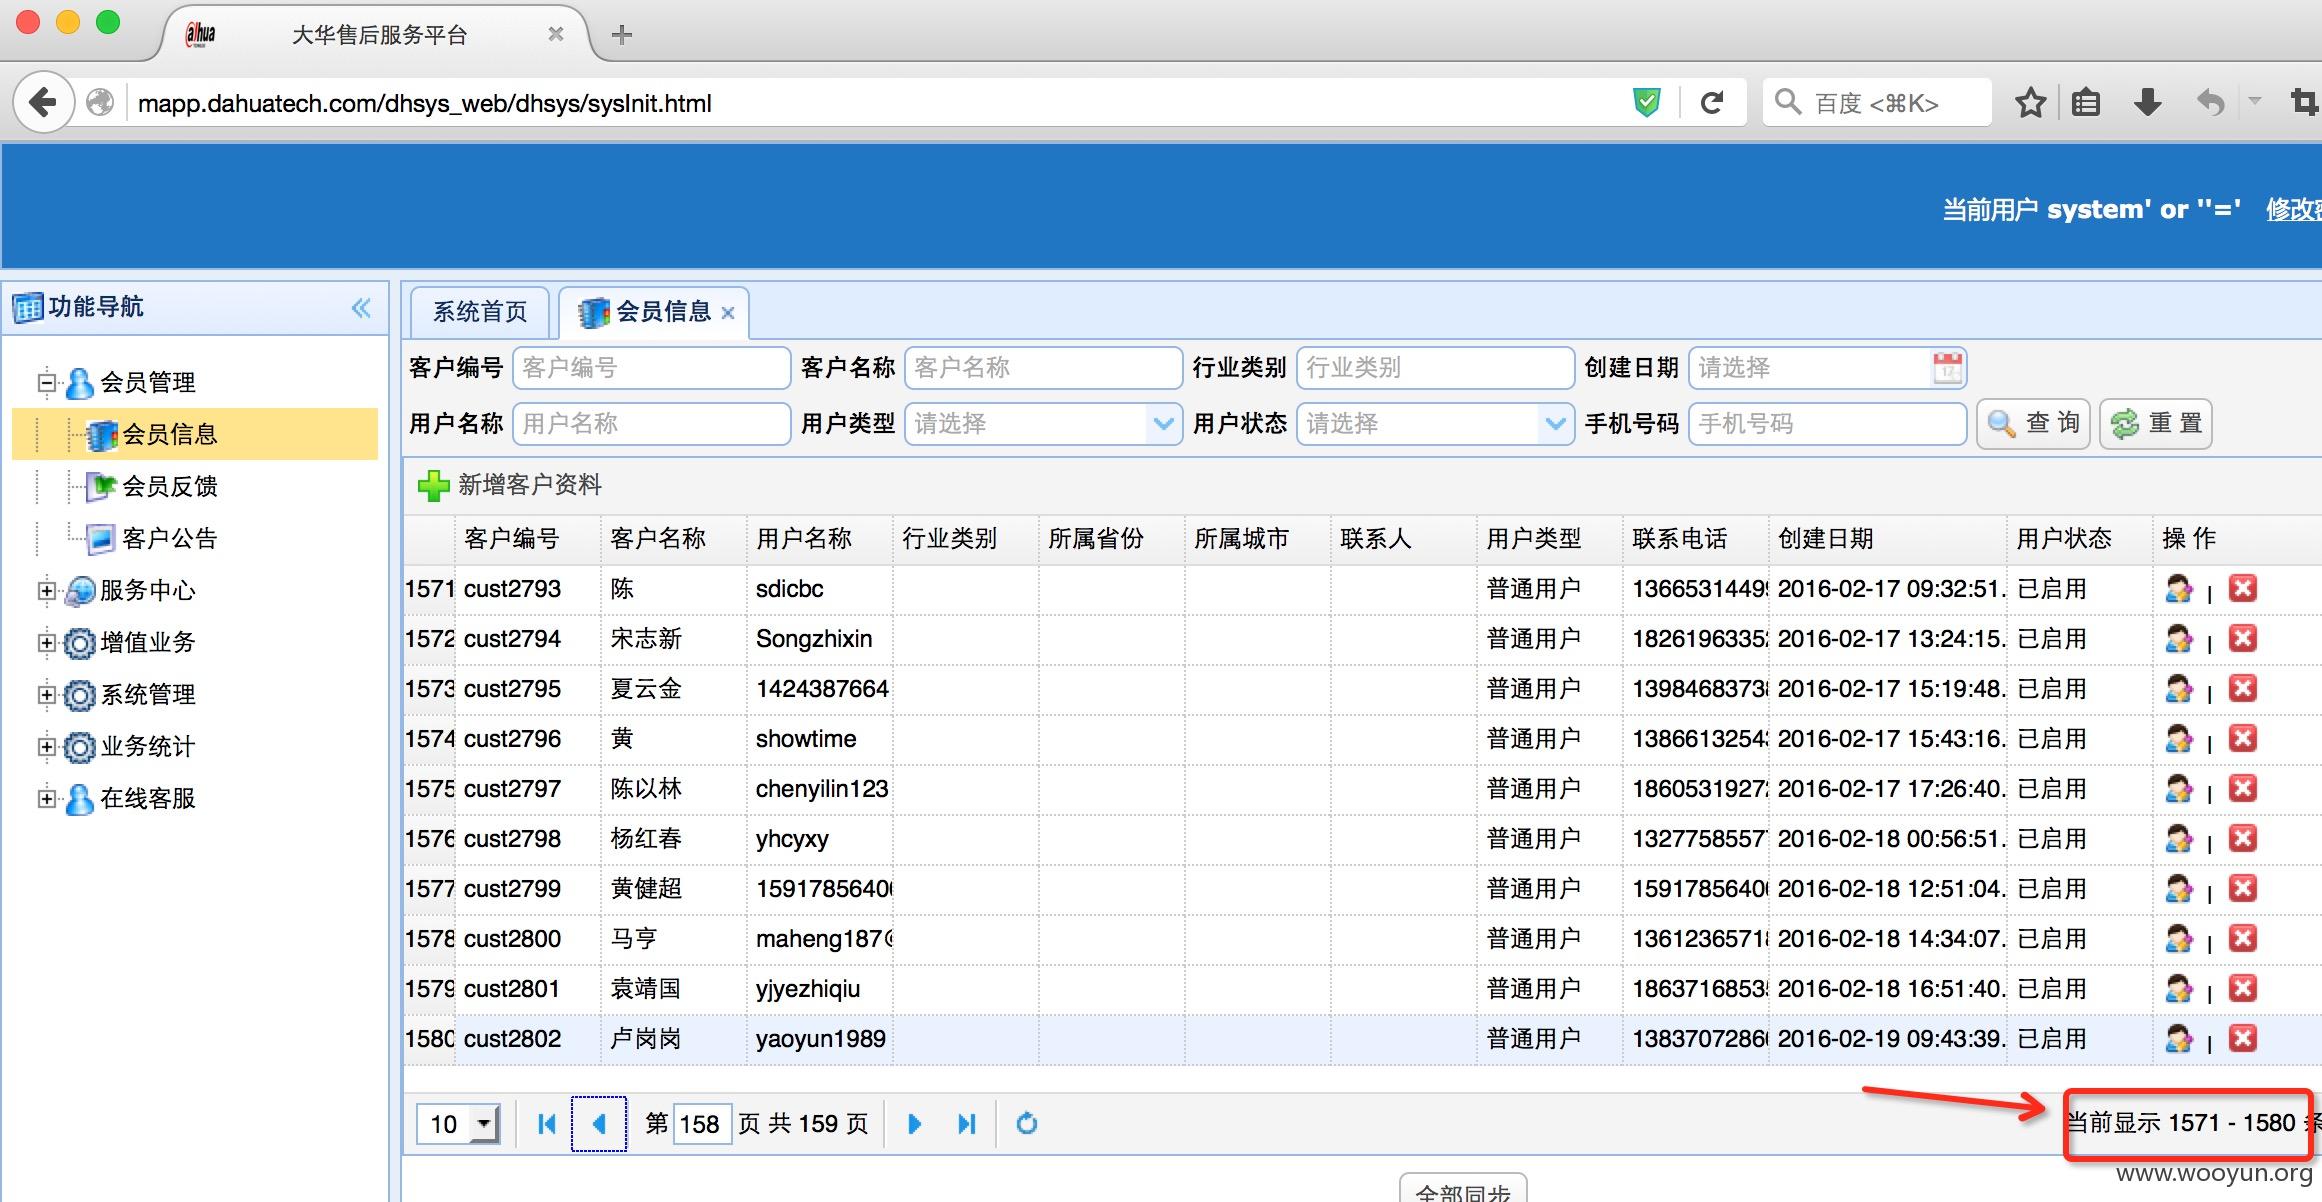 alhua 大华售后服务平台
mapp.dahuatech.com/dhsys_web/dhsys/sysInit.html 百度 <⌘K>
当前用户 system' or ''=' 修改
功能导航
会员管理
会员信息
会员反馈
客户公告
服务中心
增值业务
系统管理
业务统计
在线客服
系统首页 会员信息
客户编号 客户编号 客户名称 客户名称 行业类别 行业类别 创建日期 请选择
用户名称 用户名称 用户类型 请选择 用户状态 请选择 手机号码 手机号码 查 询 重 置
新增客户资料
客户编号 客户名称 用户名称 行业类别 所属省份 所属城市 联系人 用户类型 联系电话 创建日期 用户状态 操 作
1571 cust2793 陈 sdicbc 普通用户 1366531449 2016-02-17 09:32:51. 已启用
1572 cust2794 宋志新 Songzhixin 普通用户 1826196335 2016-02-17 13:24:15. 已启用
1573 cust2795 夏云金 1424387664 普通用户 1398468373 2016-02-17 15:19:48. 已启用
1574 cust2796 黄 showtime 普通用户 1386613254 2016-02-17 15:43:16. 已启用
1575 cust2797 陈以林 chenyilin123 普通用户 1860531927 2016-02-17 17:26:40. 已启用
1576 cust2798 杨红春 yhcyxy 普通用户 1327758557 2016-02-18 00:56:51. 已启用
1577 cust2799 黄健超 1591785640 普通用户 1591785640 2016-02-18 12:51:04. 已启用
1578 cust2800 马亨 maheng187@ 普通用户 1361236571 2016-02-18 14:34:07. 已启用
1579 cust2801 袁靖国 yjyezhiqiu 普通用户 1863716853 2016-02-18 16:51:40. 已启用
1580 cust2802 卢岗岗 yaoyun1989 普通用户 1383707286 2016-02-19 09:43:39. 已启用
10 第 158 页 共 159 页 当前显示 1571 - 1580 条
www.wooyun.org
全部同步